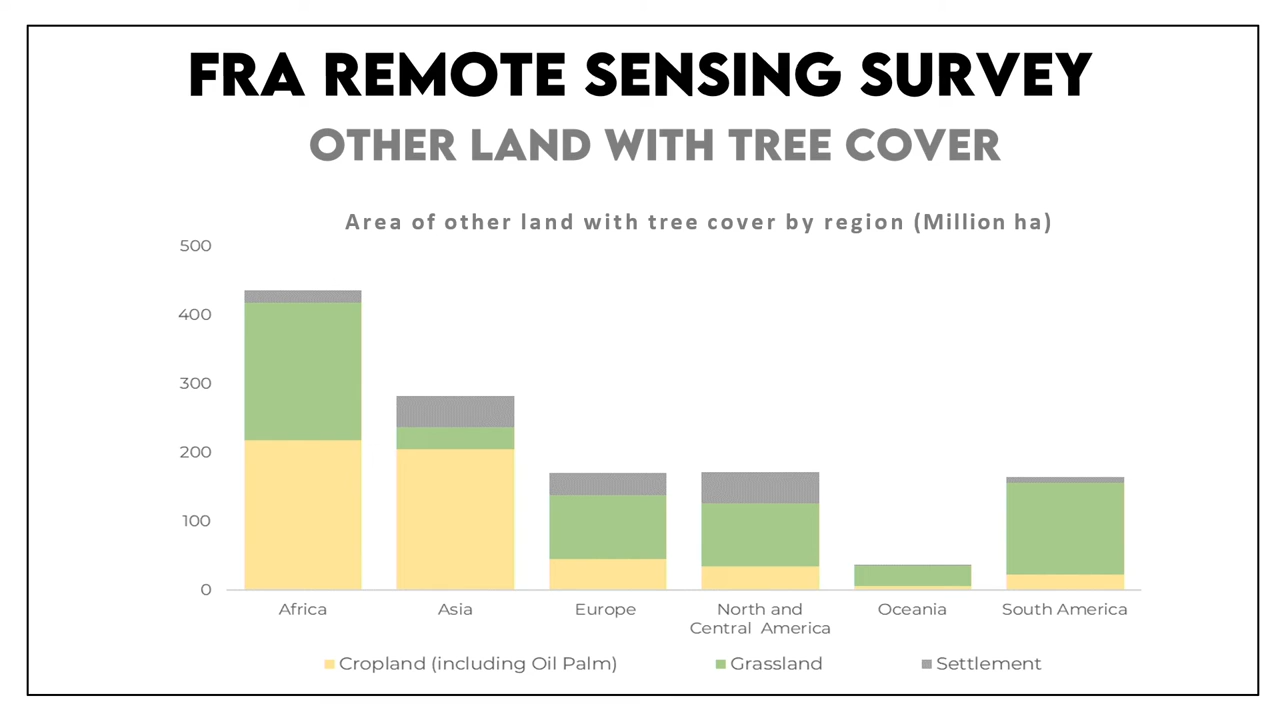 FRA REMOTE SENSING SURVEY
OTHER LAND WITH TREE COVER
Area of other land with tree cover by region (Million ha)
500
400
300
200
100
0
Africa
Asia
Europe
North and
Central America
Oceania
South America
Cropland (including Oil Palm)
Grassland
Settlement